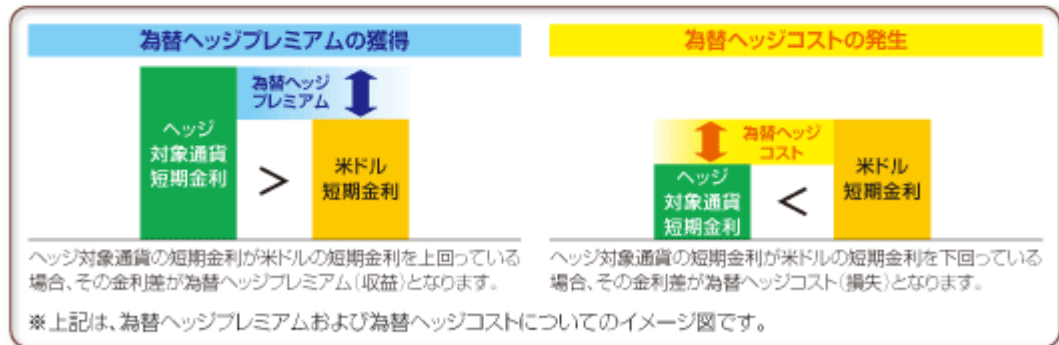 為替ヘッジプレミアムの獲得
為替ヘッジ
プレミアム
ヘッジ
対象通貨
短期金利
>
米ドル
短期金利
ヘッジ対象通貨の短期金利が米ドルの短期金利を上回っている
場合、その金利差が為替ヘッジプレミアム(収益)となります。
為替ヘッジコストの発生
為替ヘッジ
コスト
ヘッジ
対象通貨
短期金利
<
米ドル
短期金利
ヘッジ対象通貨の短期金利が米ドルの短期金利を下回っている
場合、その金利差が為替ヘッジコスト(損失)となります。
※上記は、為替ヘッジプレミアムおよび為替ヘッジコストについてのイメージ図です。